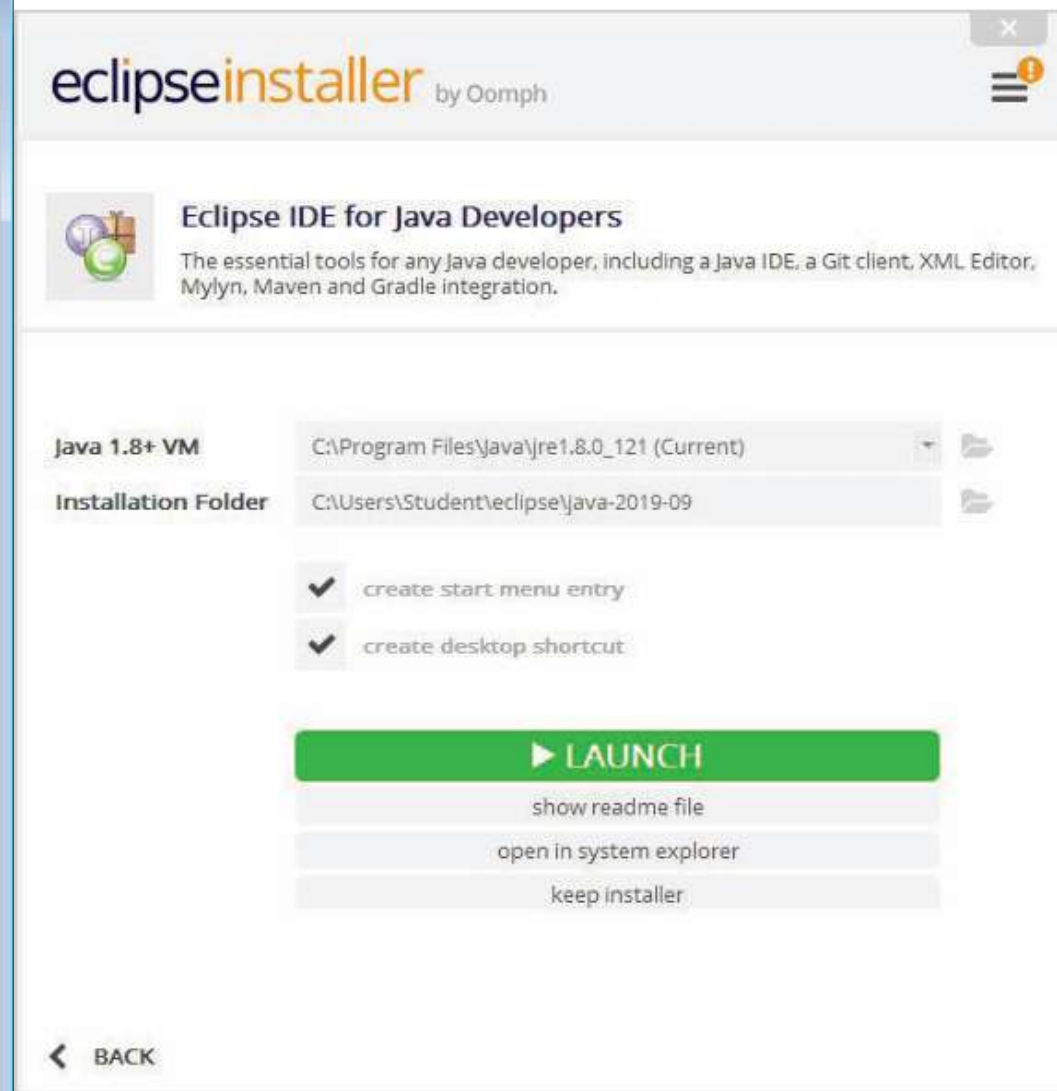 eclipseinstaller by Oomph
Eclipse IDE for Java Developers
The essential tools for any Java developer, including a Java IDE, a Git client, XML Editor,
Mylyn, Maven and Gradle integration.
Java 1.8+ VM C:\Program Files\Java\jre1.8.0_121 (Current)
Installation Folder C:\Users\Student\eclipse\java-2019-09
create start menu entry
create desktop shortcut
LAUNCH
show readme file
open in system explorer
keep installer
BACK